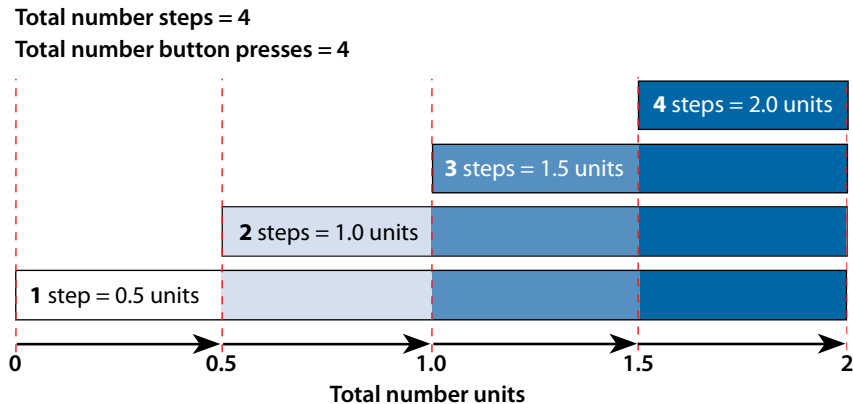 Total number steps = 4
Total number button presses = 4
4 steps = 2.0 units
3 steps = 1.5 units
2 steps = 1.0 units
1 step = 0.5 units
0 0.5 1.0 1.5 2
Total number units